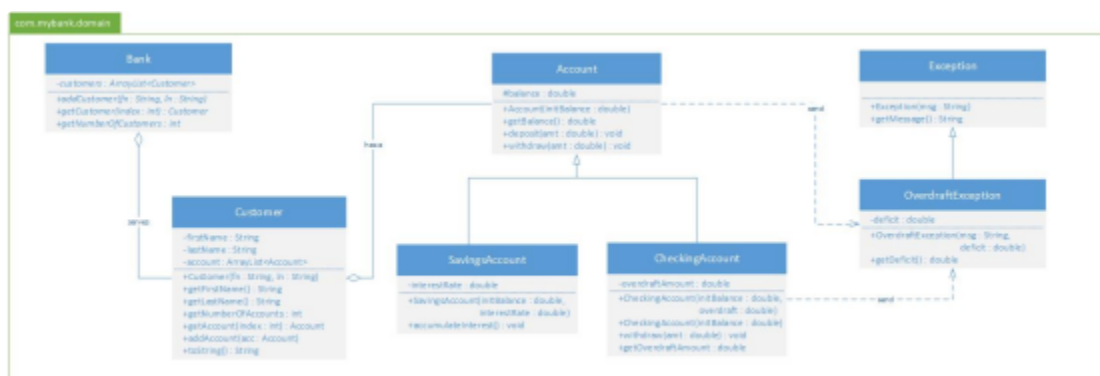 com.mybank.domain
Bank
-customers : ArrayList<Customer>
+addCustomer(fn : String, ln : String)
+getCustomer(index : int) : Customer
+getNumberOfCustomers : int
serves
Customer
-firstName : String
-lastName : String
-account : ArrayList<Account>
+Customer(fn : String, ln : String)
+getFirstName() : String
+getLastName() : String
+getNumberOfAccounts : int
+getAccount(index : int) : Account
+addAccount(acc : Account)
+toString() : String
Account
#balance : double
+Account(initBalance : double)
+getBalance() : double
+deposit(amt : double) : void
+withdraw(amt : double) : void
SavingsAccount
-interestRate : double
+SavingsAccount(initBalance : double,
interestRate : double)
+accumulateInterest() : void
CheckingAccount
-overdraftAmount : double
+CheckingAccount(initBalance : double,
overdraft : double)
+CheckingAccount(initBalance : double)
+withdraw(amt : double) : void
+getOverdraftAmount : double
send
Exception
+Exception(msg : String)
+getMessage() : String
OverdraftException
-deficit : double
+OverdraftException(msg : String,
deficit : double)
+getDeficit() : double
send